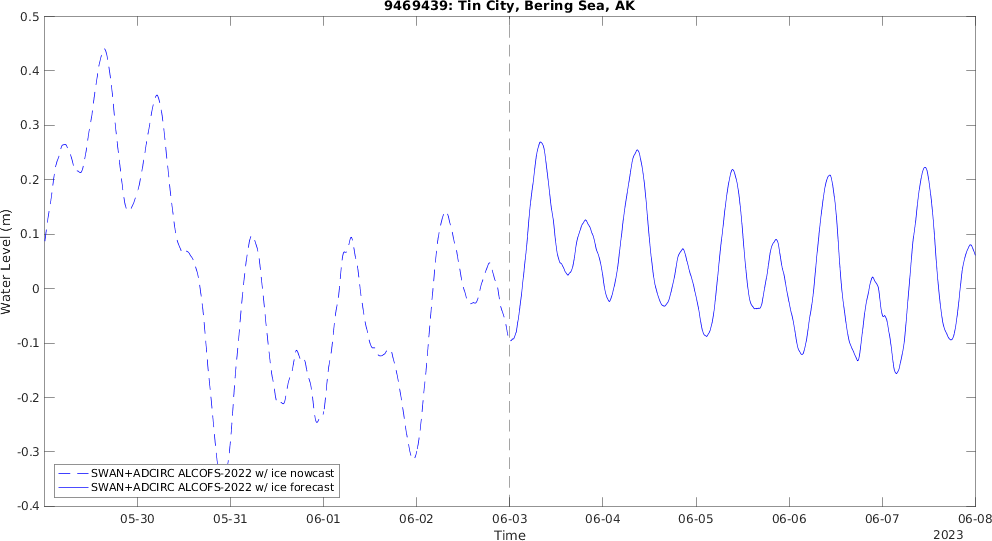 9469439: Tin City, Bering Sea, AK
0.5
0.4
0.3
0.2
0.1
0
-0.1
-0.2
-0.3
-0.4
Water Level (m)
SWAN+ADCIRC ALCOFS-2022 w/ ice nowcast
SWAN+ADCIRC ALCOFS-2022 w/ ice forecast
05-30 05-31 06-01 06-02 06-03 06-04 06-05 06-06 06-07 06-08
Time
2023